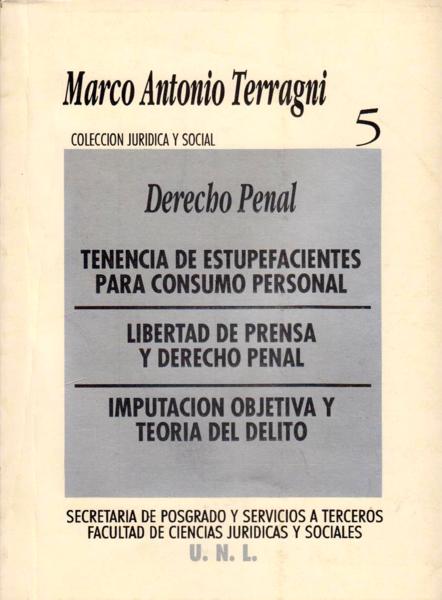 Marco Antonio Terragni
5
COLECCION JURIDICA Y SOCIAL
Derecho Penal
TENENCIA DE ESTUPEFACIENTES
PARA CONSUMO PERSONAL
LIBERTAD DE PRENSA
Y DERECHO PENAL
IMPUTACION OBJETIVA Y
TEORIA DEL DELITO
SECRETARIA DE POSGRADO Y SERVICIOS A TERCEROS
FACULTAD DE CIENCIAS JURIDICAS Y SOCIALES
U. N. L.